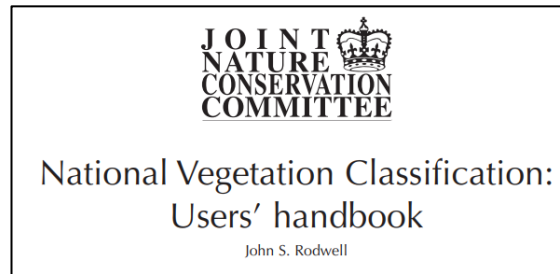 JOINT
NATURE
CONSERVATION
COMMITTEE
National Vegetation Classification:
Users’ handbook
John S. Rodwell